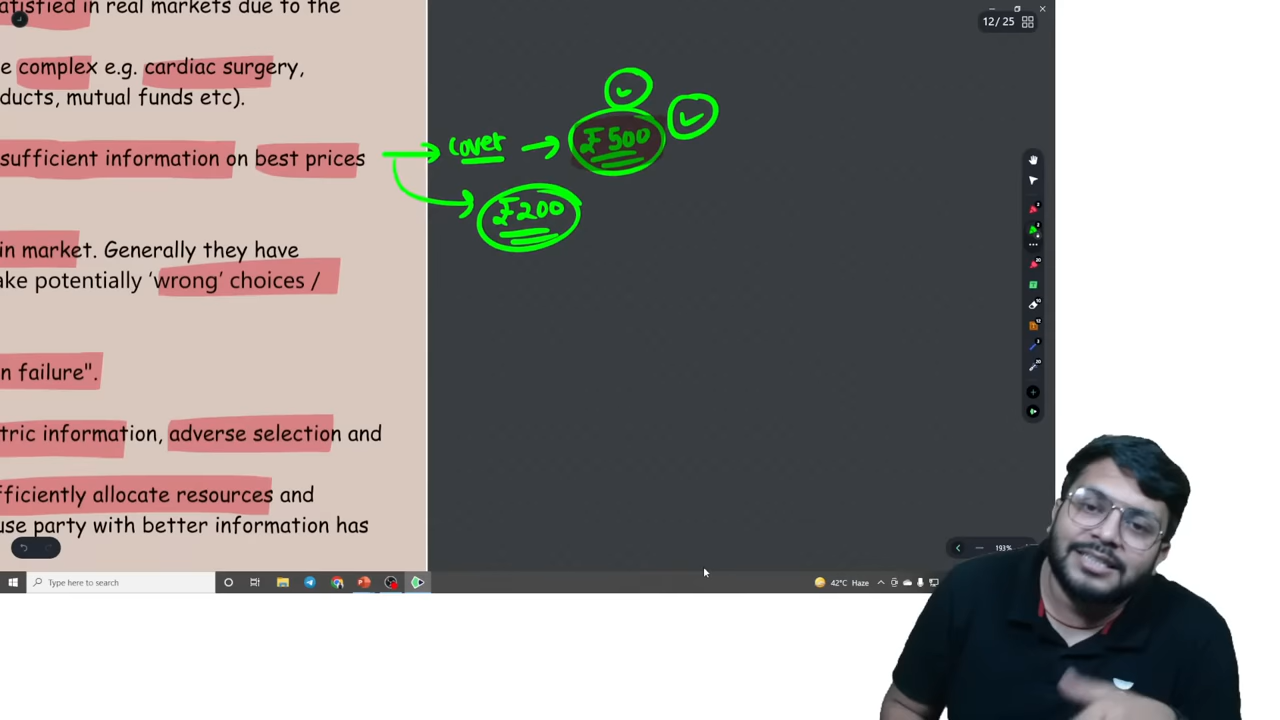 atisfied in real markets due to the
12/25
e complex e.g. cardiac surgery,
ducts, mutual funds etc).
sufficient information on best prices
cover → ₹500
₹200
in market. Generally they have
ake potentially ‘wrong’ choices /
n failure".
tric information, adverse selection and
fficiently allocate resources and
use party with better information has
193%
Type here to search
42°C Haze